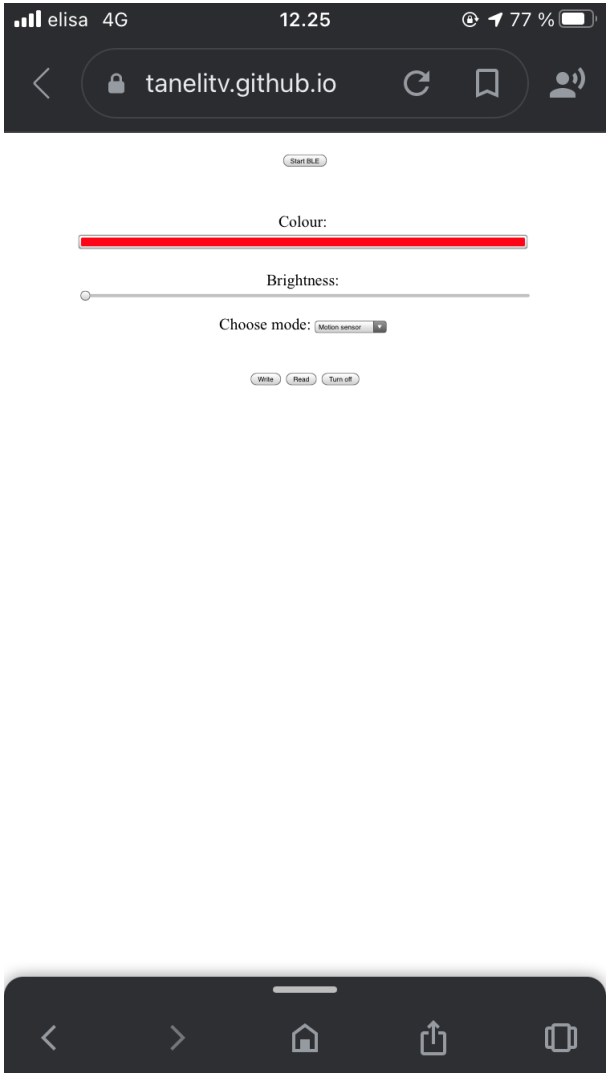 elisa 4G 12.25 77 %
tanelitv.github.io
Start BLE
Colour:
Brightness:
Choose mode: Motion sensor
Write Read Turn off